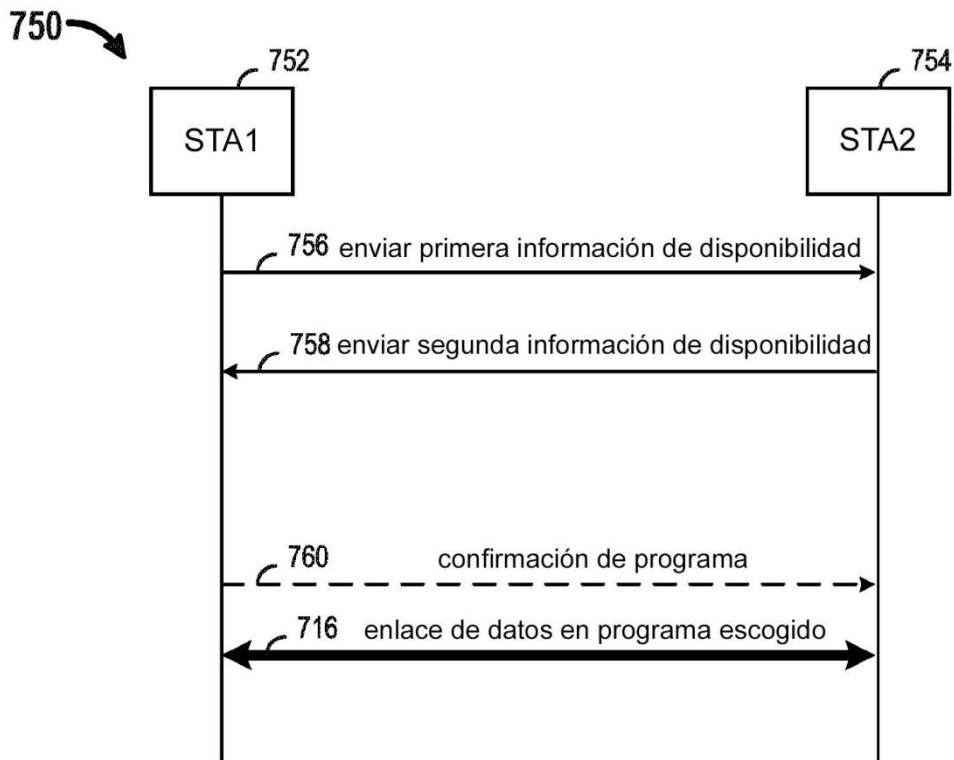 750
752
754
STA1
STA2
756 enviar primera información de disponibilidad
758 enviar segunda información de disponibilidad
760 confirmación de programa
716 enlace de datos en programa escogido